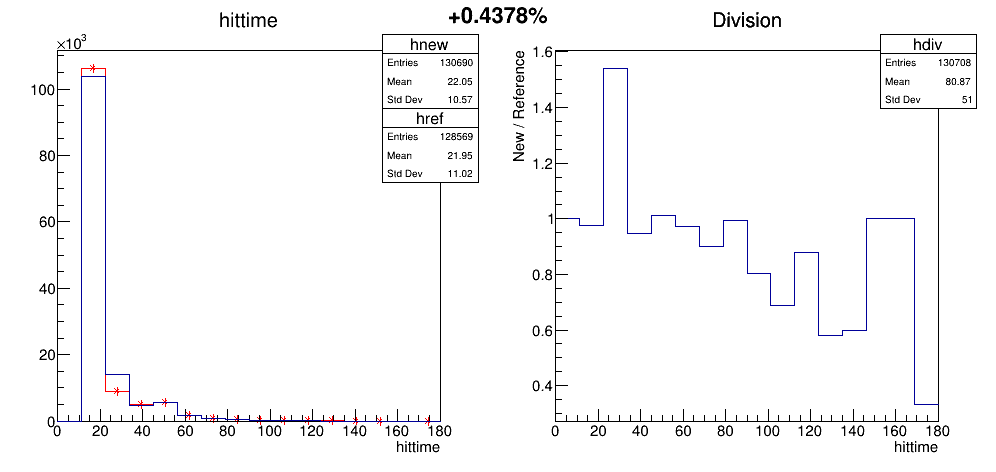 +0.4378%
hittime
×10³
hnew
Entries 130690
Mean 22.05
Std Dev 10.57
href
Entries 128569
Mean 21.95
Std Dev 11.02
100
80
60
40
20
0
0 20 40 60 80 100 120 140 160 180
hittime
Division
hdiv
Entries 130708
Mean 80.87
Std Dev 51
New / Reference
1.6
1.4
1.2
1
0.8
0.6
0.4
0 20 40 60 80 100 120 140 160 180
hittime